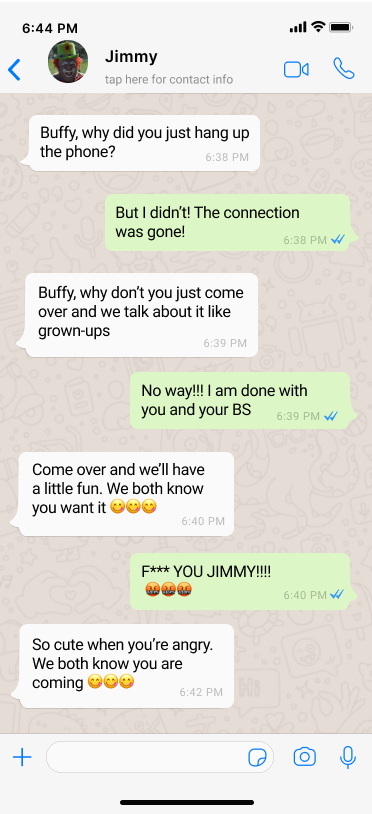 6:44 PM
Jimmy
tap here for contact info
Buffy, why did you just hang up
the phone?
6:38 PM
But I didn't! The connection
was gone!
6:38 PM
Buffy, why don't you just come
over and we talk about it like
grown-ups
6:39 PM
No way!!! I am done with
you and your BS
6:39 PM
Come over and we'll have
a little fun. We both know
you want it 😋😋😋
6:40 PM
F*** YOU JIMMY!!!!
🤬🤬🤬
6:40 PM
So cute when you're angry.
We both know you are
coming 😋😋😋
6:42 PM